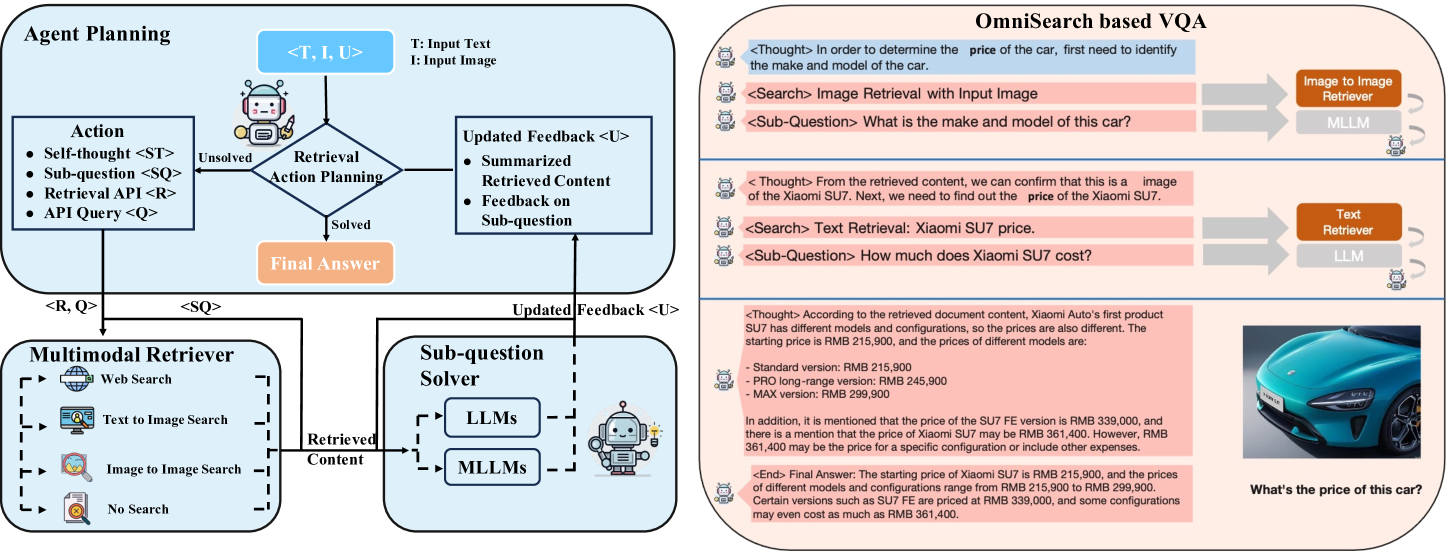 Agent Planning
<T, I, U>
T: Input Text
I: Input Image
Action
● Self-thought <ST>
● Sub-question <SQ>
● Retrieval API <R>
● API Query <Q>
Unsolved
Retrieval
Action Planning
Solved
Final Answer
Updated Feedback <U>
● Summarized
Retrieved Content
● Feedback on
Sub-question
<R, Q>
<SQ>
Updated Feedback <U>
Multimodal Retriever
Web Search
Text to Image Search
Image to Image Search
No Search
Retrieved
Content
Sub-question
Solver
LLMs
MLLMs
OmniSearch based VQA
<Thought> In order to determine the price of the car, first need to identify
the make and model of the car.
<Search> Image Retrieval with Input Image
<Sub-Question> What is the make and model of this car?
Image to Image
Retriever
MLLM
< Thought> From the retrieved content, we can confirm that this is a image
of the Xiaomi SU7. Next, we need to find out the price of the Xiaomi SU7.
<Search> Text Retrieval: Xiaomi SU7 price.
<Sub-Question> How much does Xiaomi SU7 cost?
Text
Retriever
LLM
<Thought> According to the retrieved document content, Xiaomi Auto's first product
SU7 has different models and configurations, so the prices are also different. The
starting price is RMB 215,900, and the prices of different models are:
- Standard version: RMB 215,900
- PRO long-range version: RMB 245,900
- MAX version: RMB 299,900
In addition, it is mentioned that the price of the SU7 FE version is RMB 339,000, and
there is a mention that the price of Xiaomi SU7 may be RMB 361,400. However, RMB
361,400 may be the price for a specific configuration or include other expenses.
<End> Final Answer: The starting price of Xiaomi SU7 is RMB 215,900, and the prices
of different models and configurations range from RMB 215,900 to RMB 299,900.
Certain versions such as SU7 FE are priced at RMB 339,000, and some configurations
may even cost as much as RMB 361,400.
What's the price of this car?